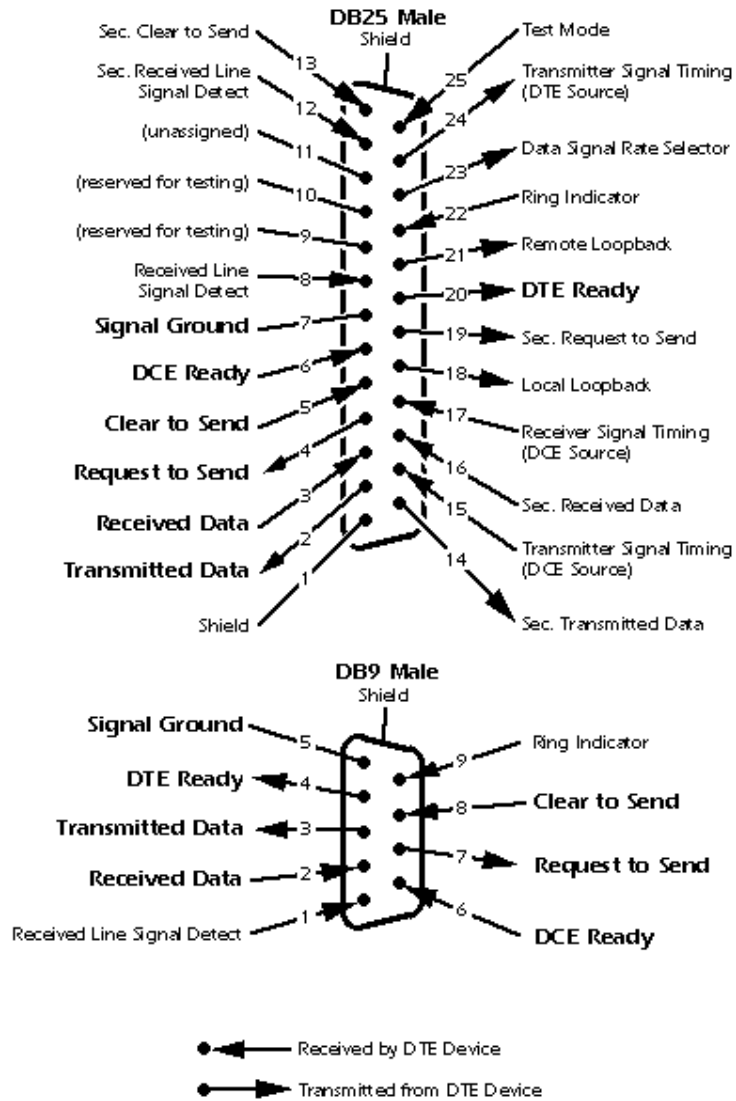 DB25 Male
Shield
Sec. Clear to Send
13
Sec. Received Line
Signal Detect
12
(unassigned)
11
(reserved for testing)
10
(reserved for testing)
9
Received Line
Signal Detect
8
Signal Ground
7
DCE Ready
6
Clear to Send
5
Request to Send
4
Received Data
3
Transmitted Data
2
Shield
1
25
Test Mode
24
Transmitter Signal Timing
(DTE Source)
23
Data Signal Rate Selector
22
Ring Indicator
21
Remote Loopback
20
DTE Ready
19
Sec. Request to Send
18
Local Loopback
17
Receiver Signal Timing
(DCE Source)
16
Sec. Received Data
15
Transmitter Signal Timing
(DCE Source)
14
Sec. Transmitted Data
DB9 Male
Shield
Signal Ground
5
DTE Ready
4
Transmitted Data
3
Received Data
2
Received Line Signal Detect
1
9
Ring Indicator
8
Clear to Send
7
Request to Send
6
DCE Ready
Received by DTE Device
Transmitted from DTE Device